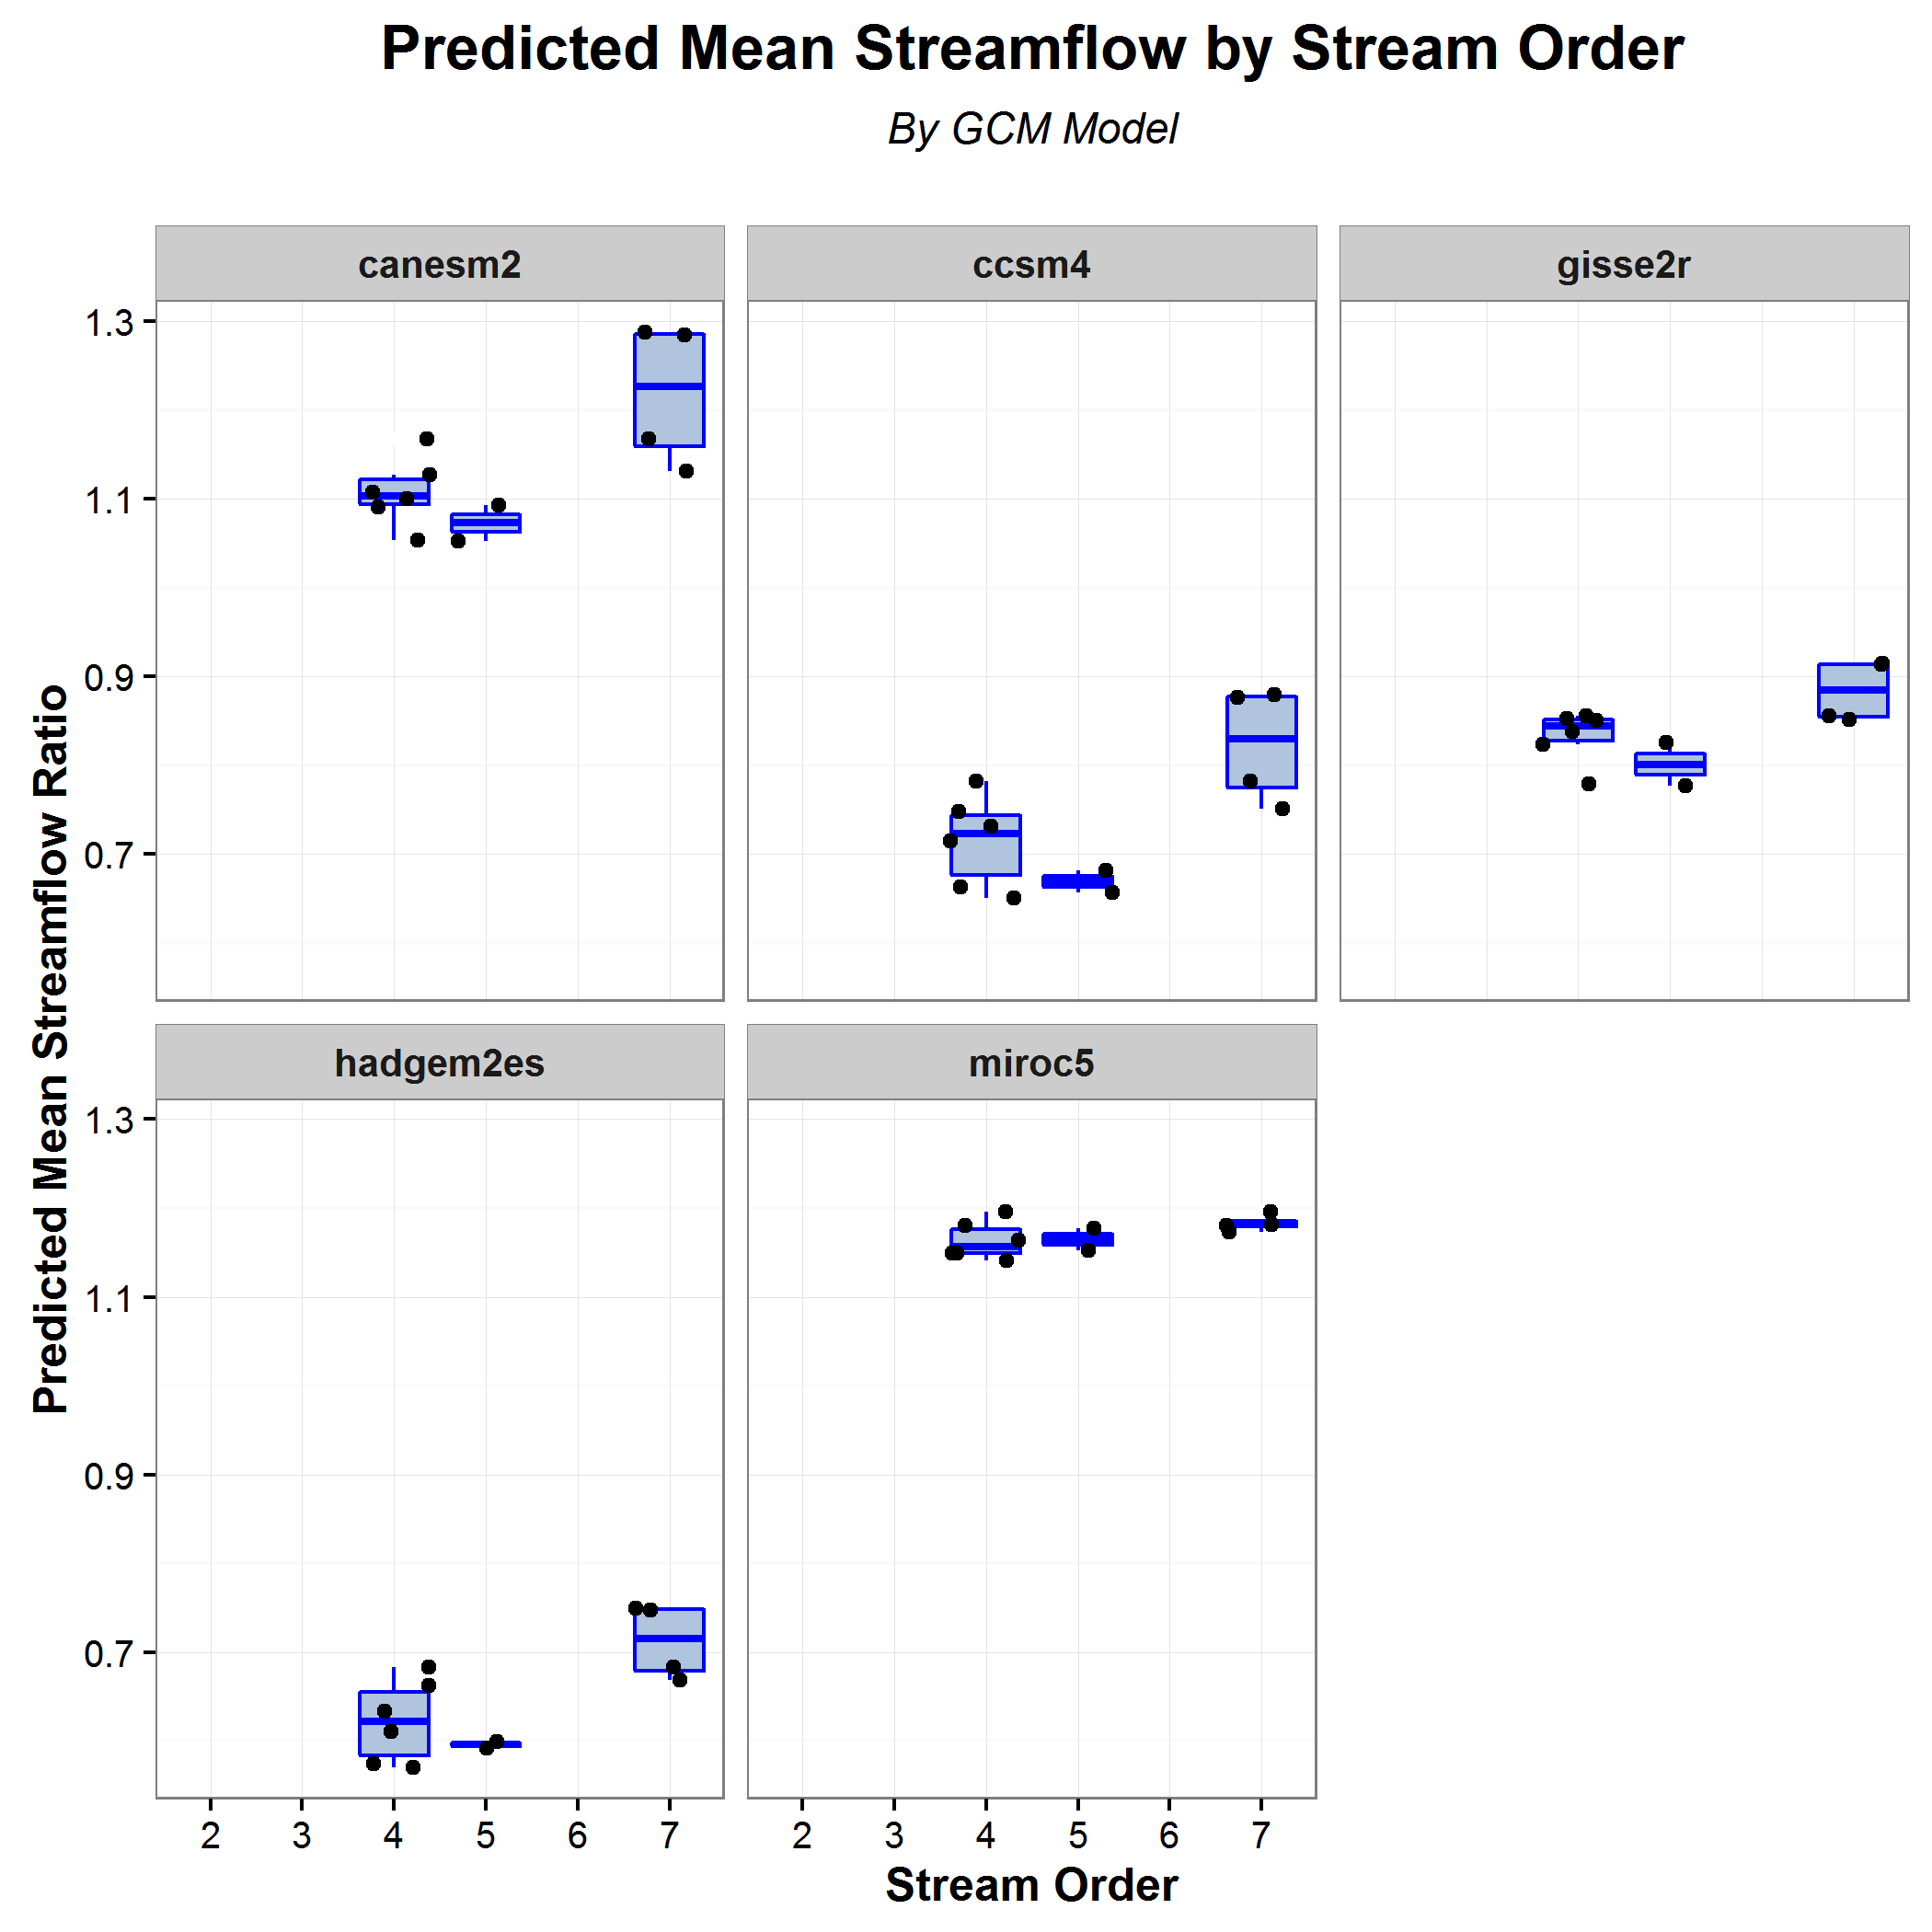 Predicted Mean Streamflow by Stream Order
By GCM Model
canesm2
ccsm4
gisse2r
1.3
1.1
0.9
0.7
Predicted Mean Streamflow Ratio
hadgem2es
miroc5
1.3
1.1
0.9
0.7
2 3 4 5 6 7
2 3 4 5 6 7
Stream Order